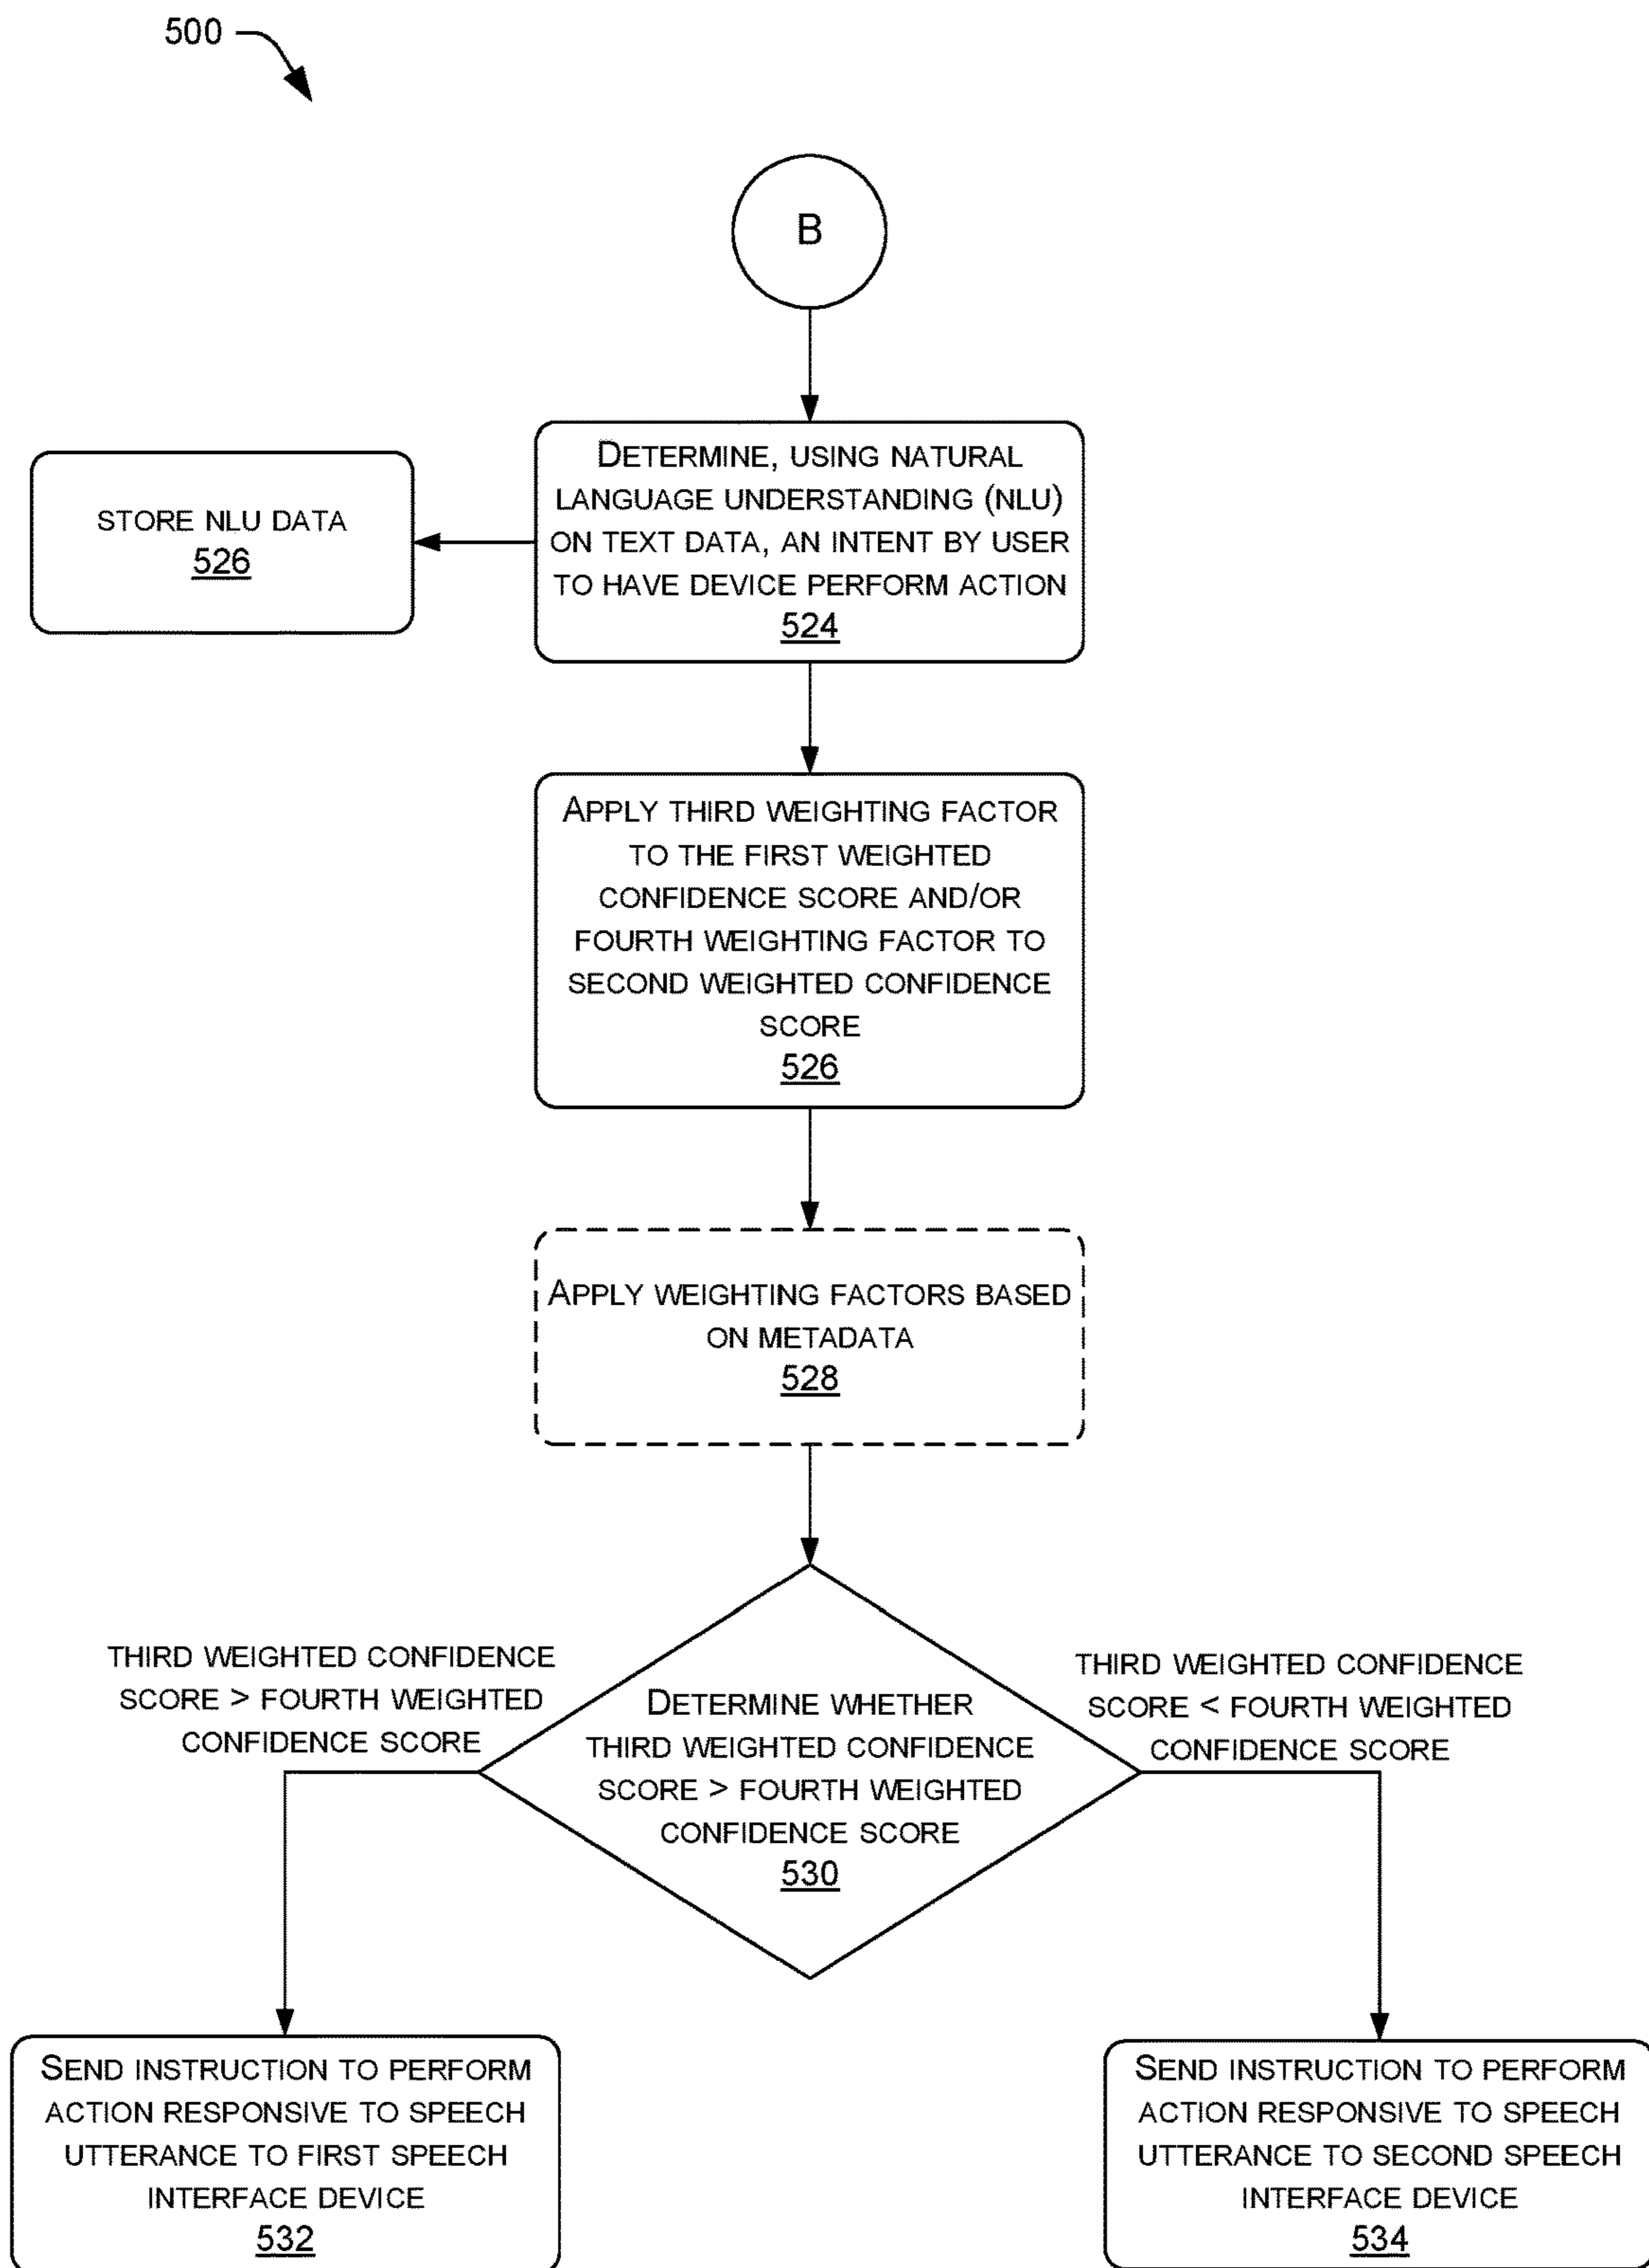 500
B
DETERMINE, USING NATURAL
LANGUAGE UNDERSTANDING (NLU)
ON TEXT DATA, AN INTENT BY USER
TO HAVE DEVICE PERFORM ACTION
524
STORE NLU DATA
526
APPLY THIRD WEIGHTING FACTOR
TO THE FIRST WEIGHTED
CONFIDENCE SCORE AND/OR
FOURTH WEIGHTING FACTOR TO
SECOND WEIGHTED CONFIDENCE
SCORE
526
APPLY WEIGHTING FACTORS BASED
ON METADATA
528
THIRD WEIGHTED CONFIDENCE
SCORE > FOURTH WEIGHTED
CONFIDENCE SCORE
DETERMINE WHETHER
THIRD WEIGHTED CONFIDENCE
SCORE > FOURTH WEIGHTED
CONFIDENCE SCORE
530
THIRD WEIGHTED CONFIDENCE
SCORE < FOURTH WEIGHTED
CONFIDENCE SCORE
SEND INSTRUCTION TO PERFORM
ACTION RESPONSIVE TO SPEECH
UTTERANCE TO FIRST SPEECH
INTERFACE DEVICE
532
SEND INSTRUCTION TO PERFORM
ACTION RESPONSIVE TO SPEECH
UTTERANCE TO SECOND SPEECH
INTERFACE DEVICE
534